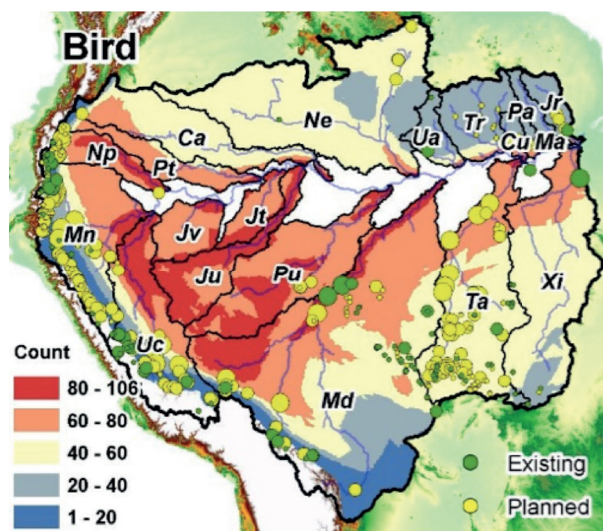 Bird
Ca
Ne
Np
Pt
Ua
Tr
Pa
Jr
Cu
Ma
Mn
Jv
Jt
Ju
Pu
Uc
Md
Ta
Xi
Count
80 - 106
60 - 80
40 - 60
20 - 40
1 - 20
Existing
Planned